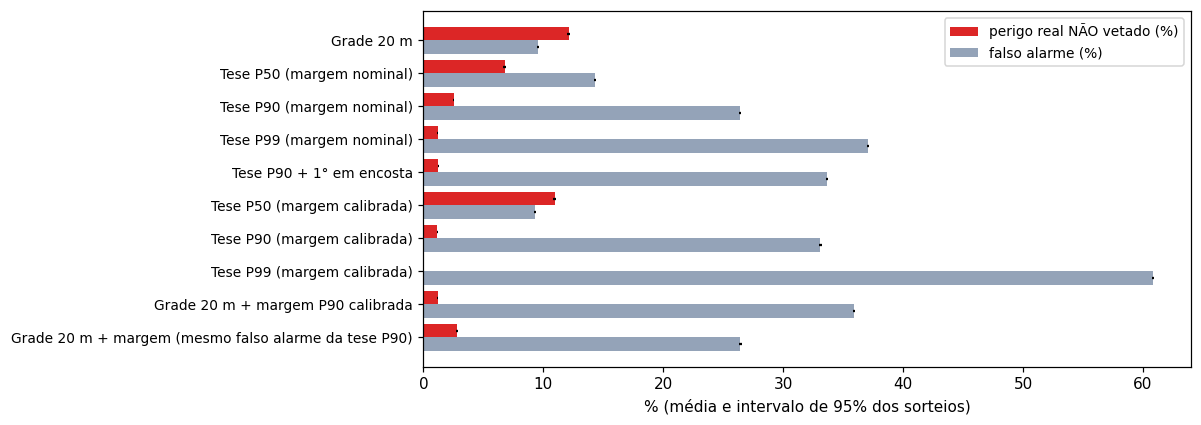 perigo real NÃO vetado (%)
falso alarme (%)
Grade 20 m
Tese P50 (margem nominal)
Tese P90 (margem nominal)
Tese P99 (margem nominal)
Tese P90 + 1° em encosta
Tese P50 (margem calibrada)
Tese P90 (margem calibrada)
Tese P99 (margem calibrada)
Grade 20 m + margem P90 calibrada
Grade 20 m + margem (mesmo falso alarme da tese P90)
0 10 20 30 40 50 60
% (média e intervalo de 95% dos sorteios)